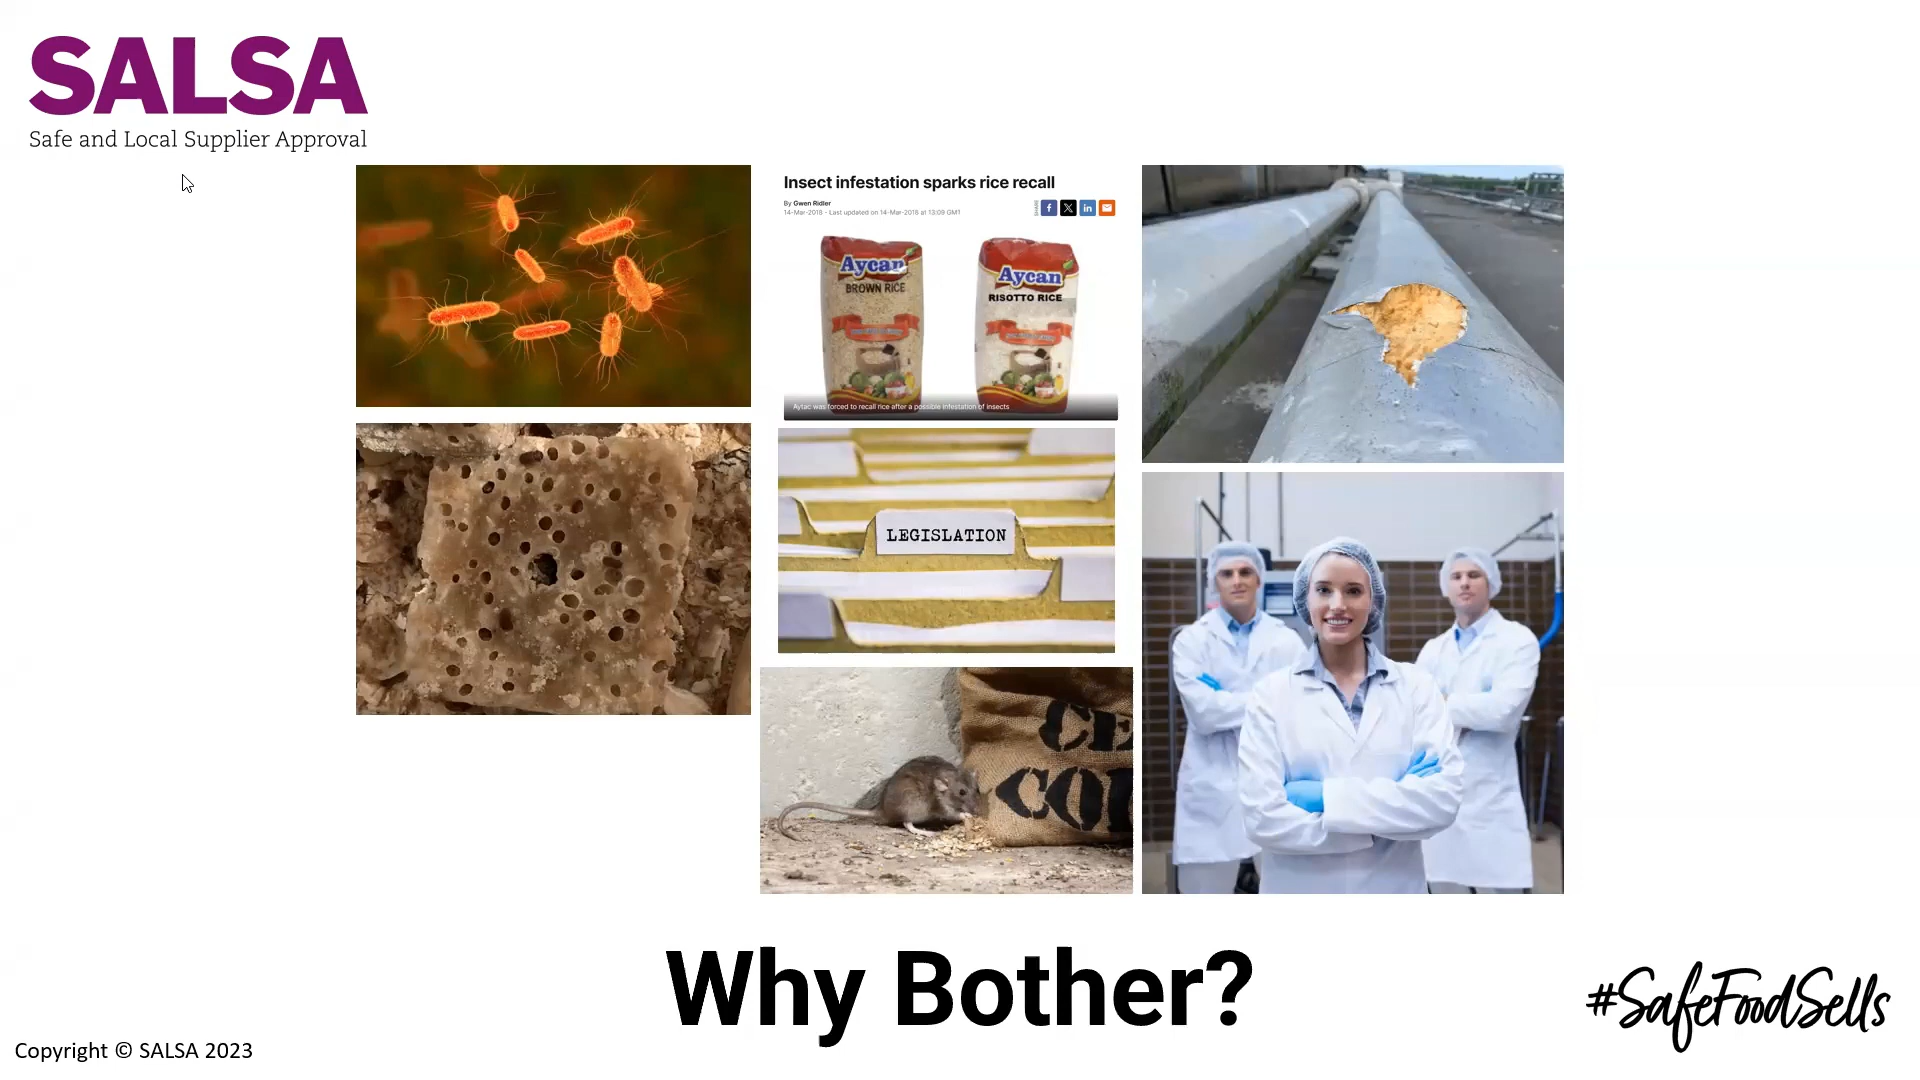 SALSA
Safe and Local Supplier Approval
Insect infestation sparks rice recall
By Gwen Ridler
14-Mar-2018 - Last updated on 14-Mar-2018 at 13:09 GMT
SHARE
Aycan
BROWN RICE
Aycan
RISOTTO RICE
Aytac was forced to recall rice after a possible infestation of insects
LEGISLATION
CE
COR
Why Bother?
#SafeFoodSells
Copyright © SALSA 2023